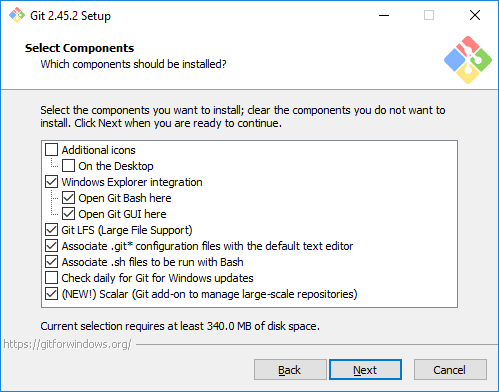 Git 2.45.2 Setup
Select Components
Which components should be installed?
Select the components you want to install; clear the components you do not want to
install. Click Next when you are ready to continue.
Additional icons
On the Desktop
Windows Explorer integration
Open Git Bash here
Open Git GUI here
Git LFS (Large File Support)
Associate .git* configuration files with the default text editor
Associate .sh files to be run with Bash
Check daily for Git for Windows updates
(NEW!) Scalar (Git add-on to manage large-scale repositories)
Current selection requires at least 340.0 MB of disk space.
https://gitforwindows.org/
Back Next Cancel